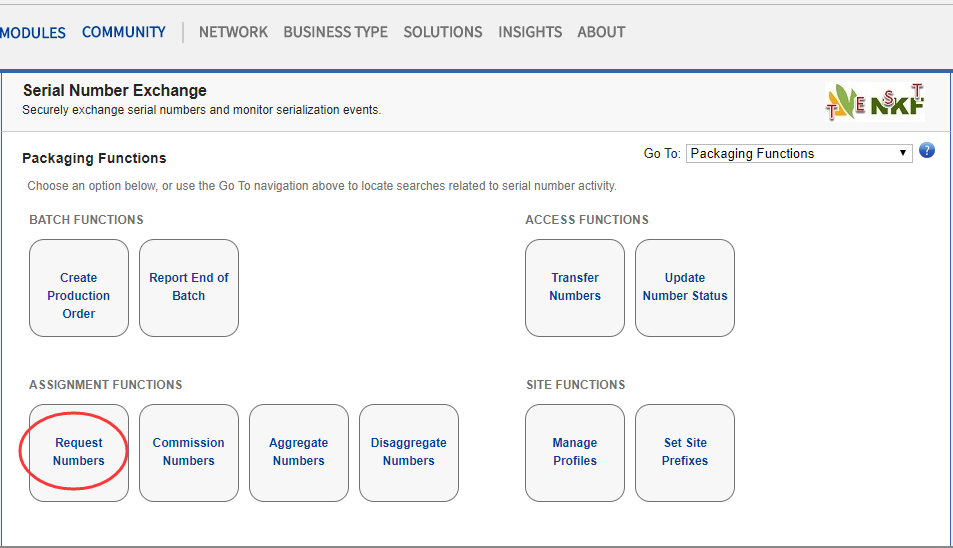 MODULES COMMUNITY NETWORK BUSINESS TYPE SOLUTIONS INSIGHTS ABOUT
Serial Number Exchange
Securely exchange serial numbers and monitor serialization events.
TEST
NKF
Packaging Functions
Go To: Packaging Functions ?
Choose an option below, or use the Go To navigation above to locate searches related to serial number activity.
BATCH FUNCTIONS
Create
Production
Order
Report End of
Batch
ACCESS FUNCTIONS
Transfer
Numbers
Update
Number Status
ASSIGNMENT FUNCTIONS
Request
Numbers
Commission
Numbers
Aggregate
Numbers
Disaggregate
Numbers
SITE FUNCTIONS
Manage
Profiles
Set Site
Prefixes